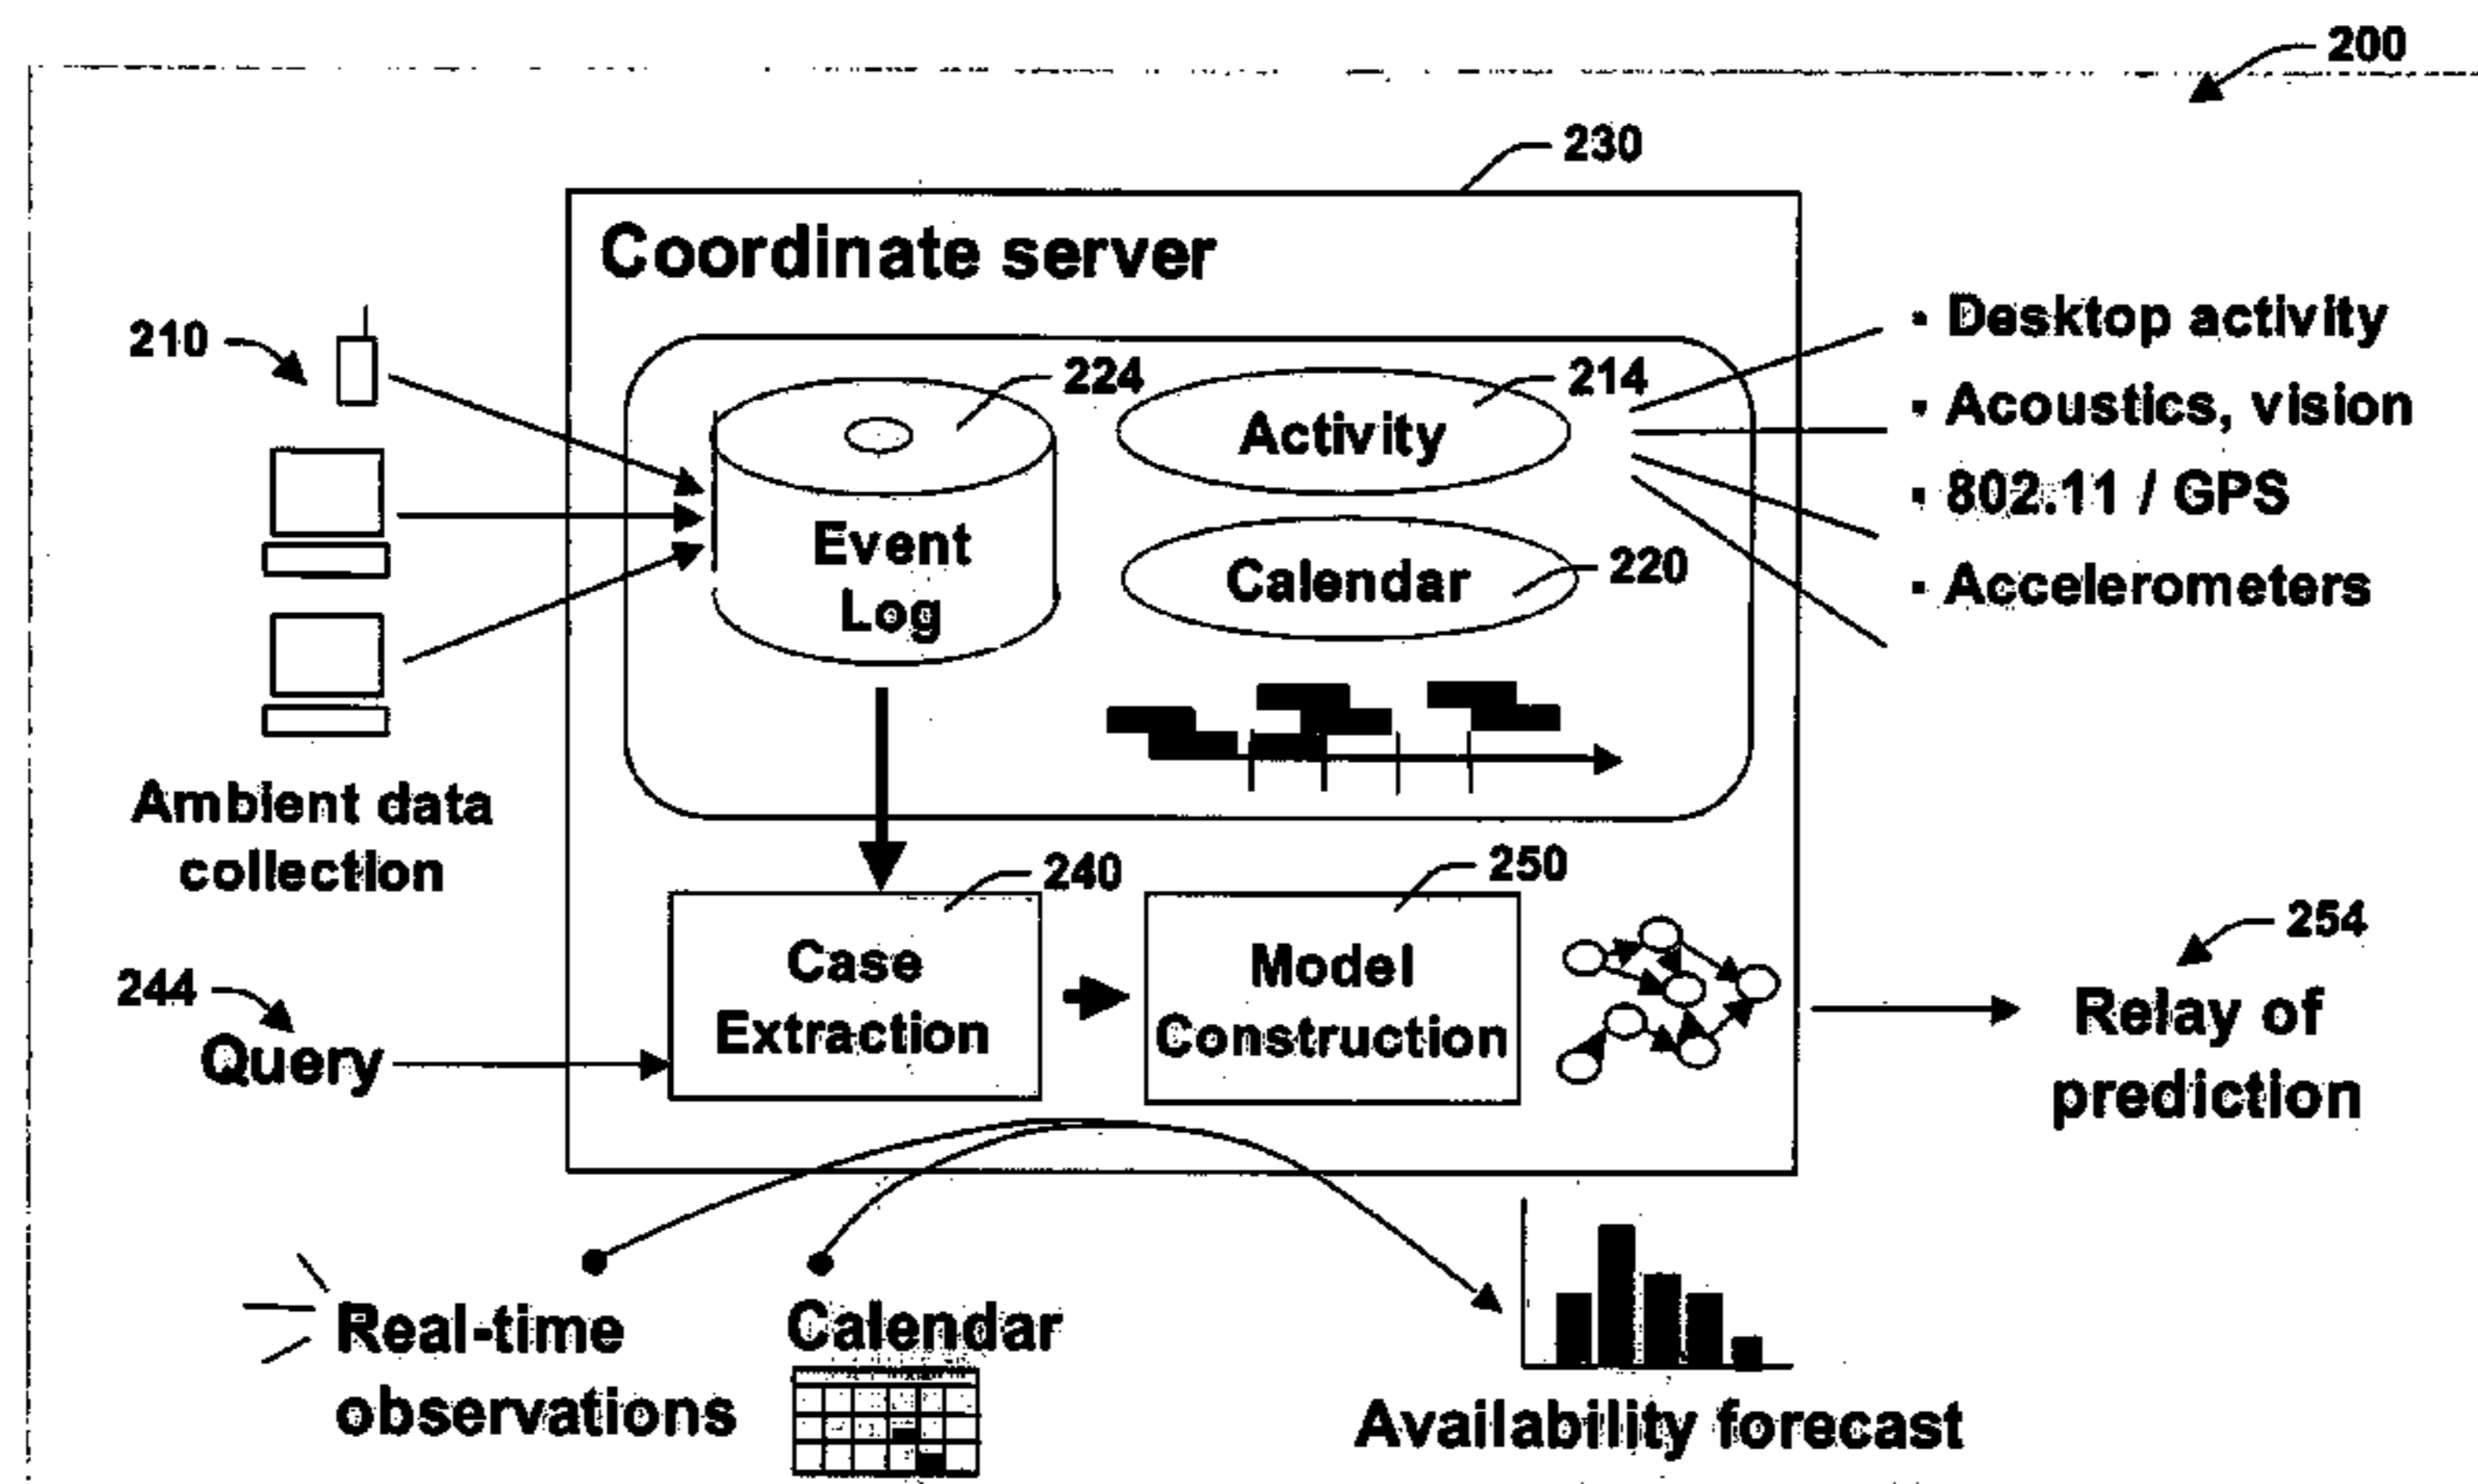 200
230
Coordinate server
210
224
214
Activity
Event
Log
Calendar
220
▪ Desktop activity
▪ Acoustics, vision
▪ 802.11 / GPS
▪ Accelerometers
Ambient data
collection
240
250
254
Case
Extraction
Model
Construction
244
Query
Relay of
prediction
Real-time
observations
Calendar
Availability forecast